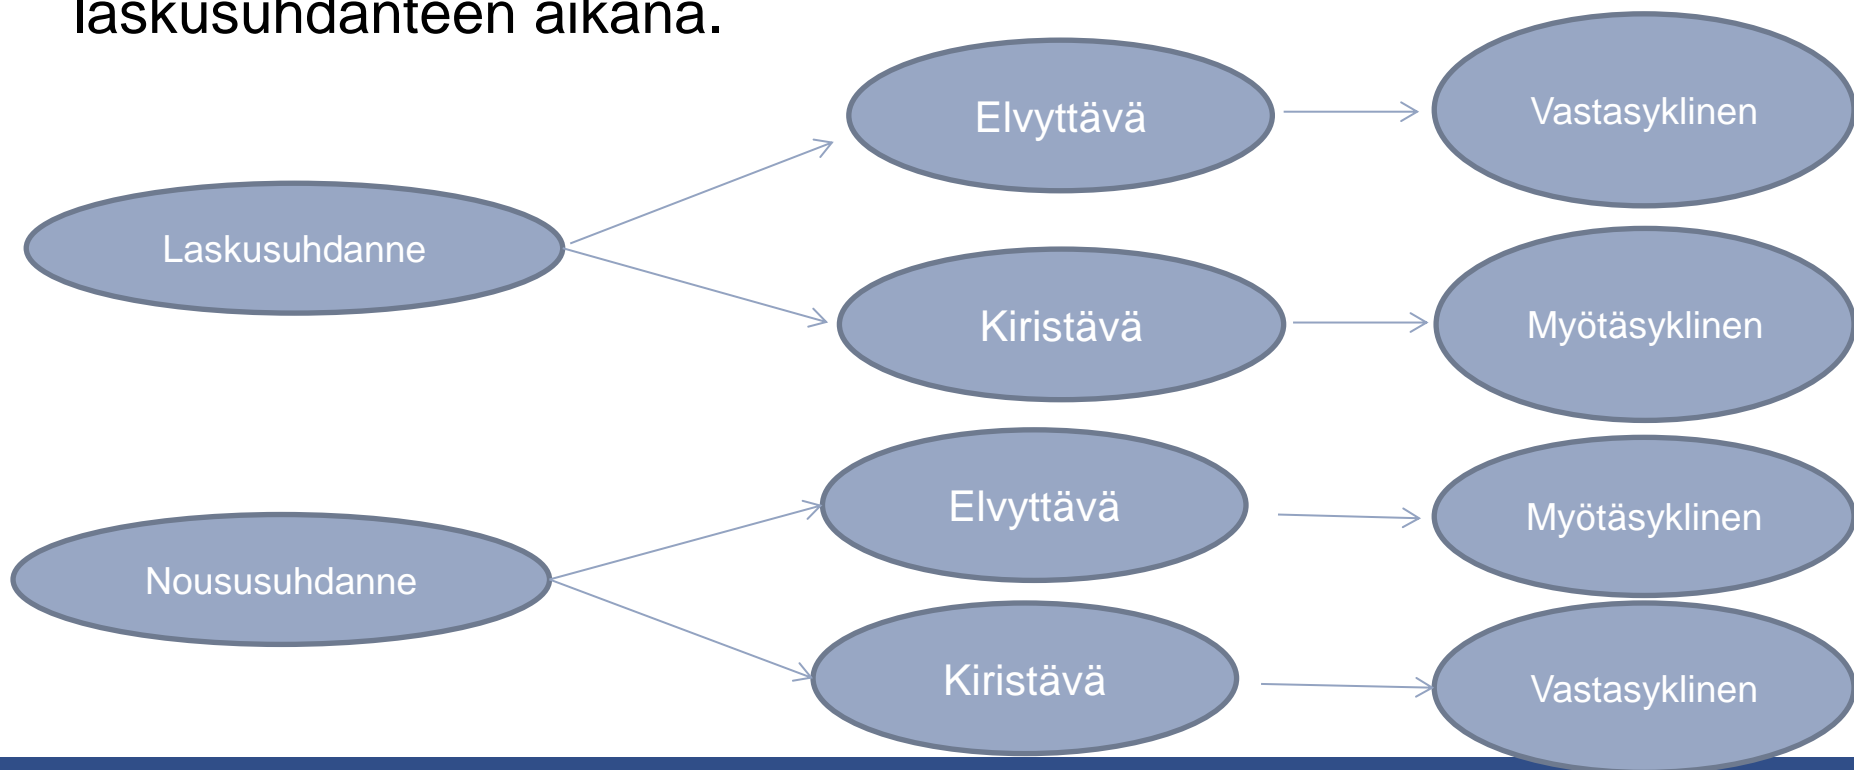 laskusuhdanteen aikana.
Elvyttävä
Vastasyklinen
Laskusuhdanne
Kiristävä
Myötäsyklinen
Elvyttävä
Myötäsyklinen
Noususuhdanne
Kiristävä
Vastasyklinen